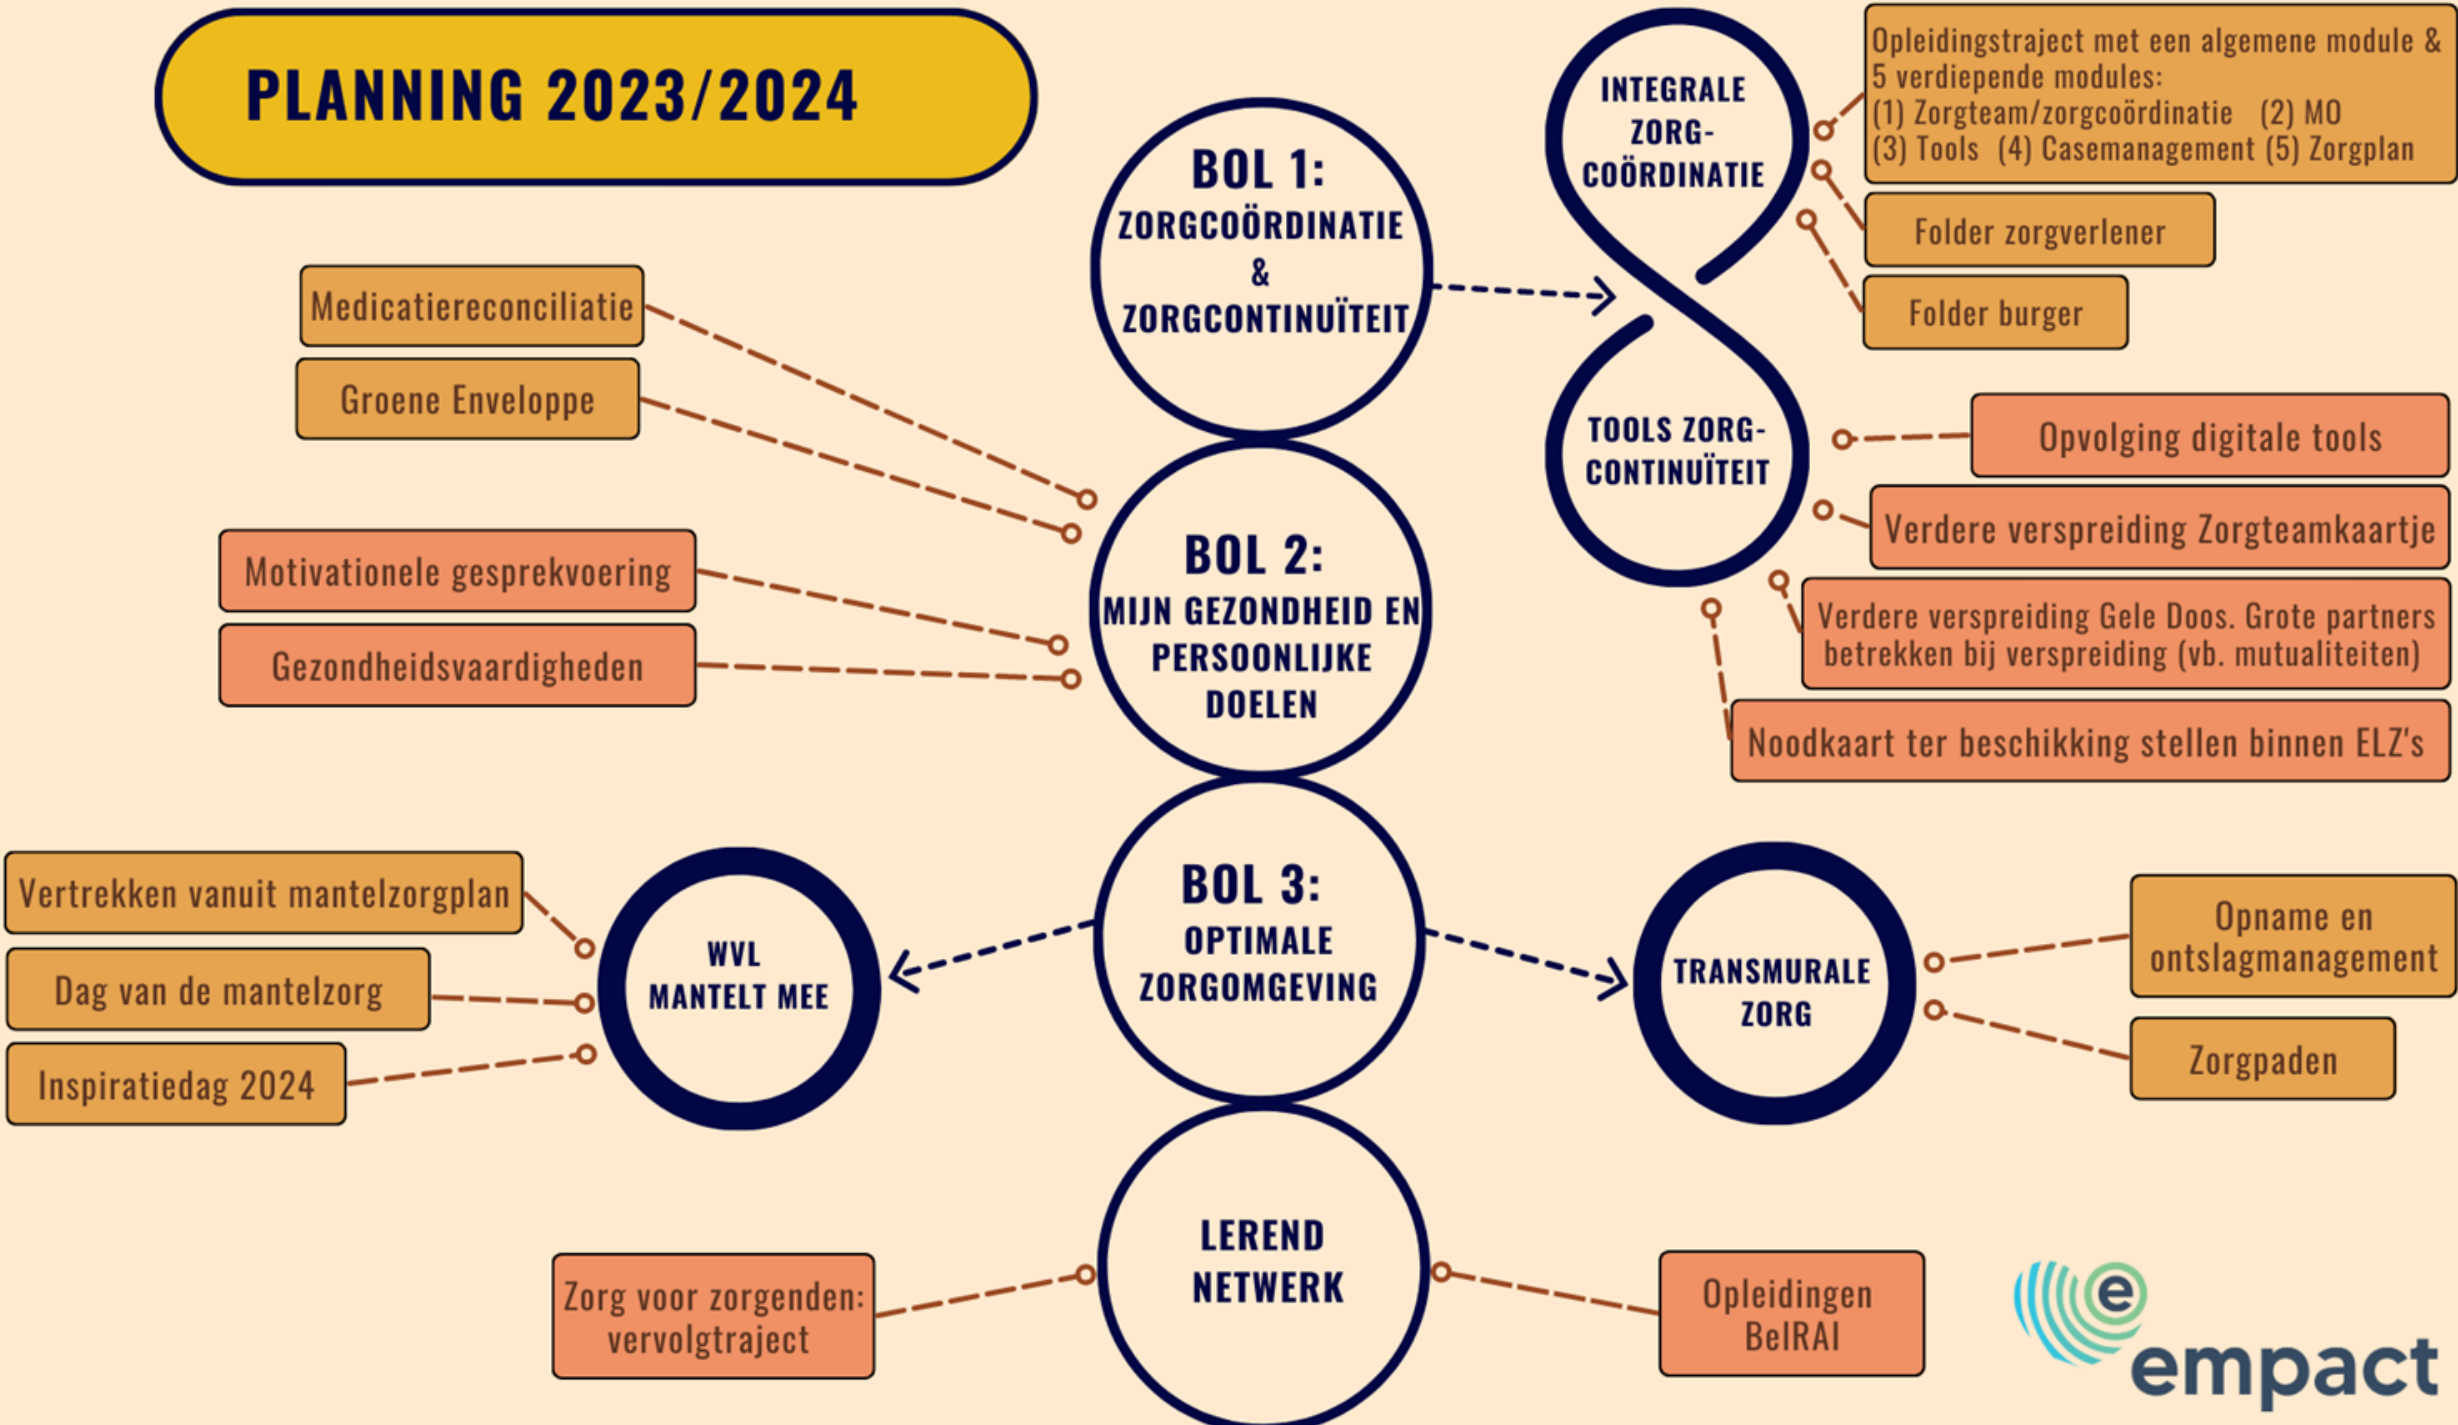 PLANNING 2023/2024
BOL 1:
ZORGCOÖRDINATIE
&
ZORGCONTINUÏTEIT
INTEGRALE
ZORG-
COÖRDINATIE
Opleidingstraject met een algemene module &
5 verdiepende modules:
(1) Zorgteam/zorgcoördinatie (2) MO
(3) Tools (4) Casemanagement (5) Zorgplan
Folder zorgverlener
Folder burger
TOOLS ZORG-
CONTINUÏTEIT
Opvolging digitale tools
Verdere verspreiding Zorgteamkaartje
Verdere verspreiding Gele Doos. Grote partners
betrekken bij verspreiding (vb. mutualiteiten)
Noodkaart ter beschikking stellen binnen ELZ's
Medicatiereconciliatie
Groene Enveloppe
Motivationele gesprekvoering
Gezondheidsvaardigheden
BOL 2:
MIJN GEZONDHEID EN
PERSOONLIJKE
DOELEN
BOL 3:
OPTIMALE
ZORGOMGEVING
WVL
MANTELT MEE
Vertrekken vanuit mantelzorgplan
Dag van de mantelzorg
Inspiratiedag 2024
TRANSMURALE
ZORG
Opname en
ontslagmanagement
Zorgpaden
LEREND
NETWERK
Zorg voor zorgenden:
vervolgtraject
Opleidingen
BelRAI
e
empact